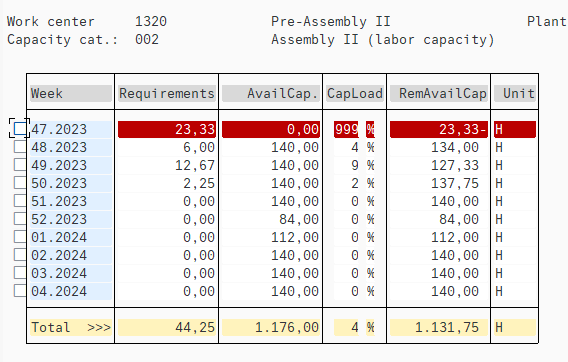 Work center 1320 Pre-Assembly II Plant
Capacity cat.: 002 Assembly II (labor capacity)
Week Requirements AvailCap. CapLoad RemAvailCap Unit
47.2023 23,33 0,00 999 % 23,33- H
48.2023 6,00 140,00 4 % 134,00 H
49.2023 12,67 140,00 9 % 127,33 H
50.2023 2,25 140,00 2 % 137,75 H
51.2023 0,00 140,00 0 % 140,00 H
52.2023 0,00 84,00 0 % 84,00 H
01.2024 0,00 112,00 0 % 112,00 H
02.2024 0,00 140,00 0 % 140,00 H
03.2024 0,00 140,00 0 % 140,00 H
04.2024 0,00 140,00 0 % 140,00 H
Total >>> 44,25 1.176,00 4 % 1.131,75 H